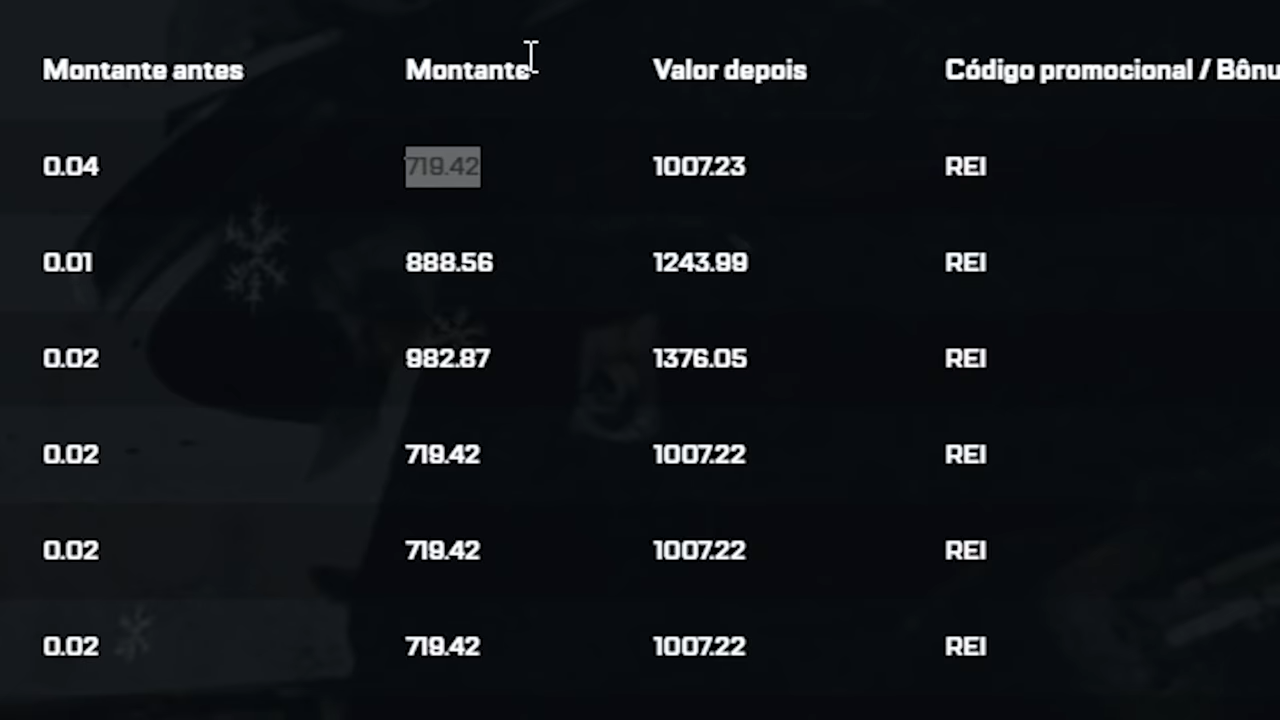 Montante antes Montante Valor depois Código promocional / Bônu
0.04 719.42 1007.23 REI
0.01 888.56 1243.99 REI
0.02 982.87 1376.05 REI
0.02 719.42 1007.22 REI
0.02 719.42 1007.22 REI
0.02 719.42 1007.22 REI